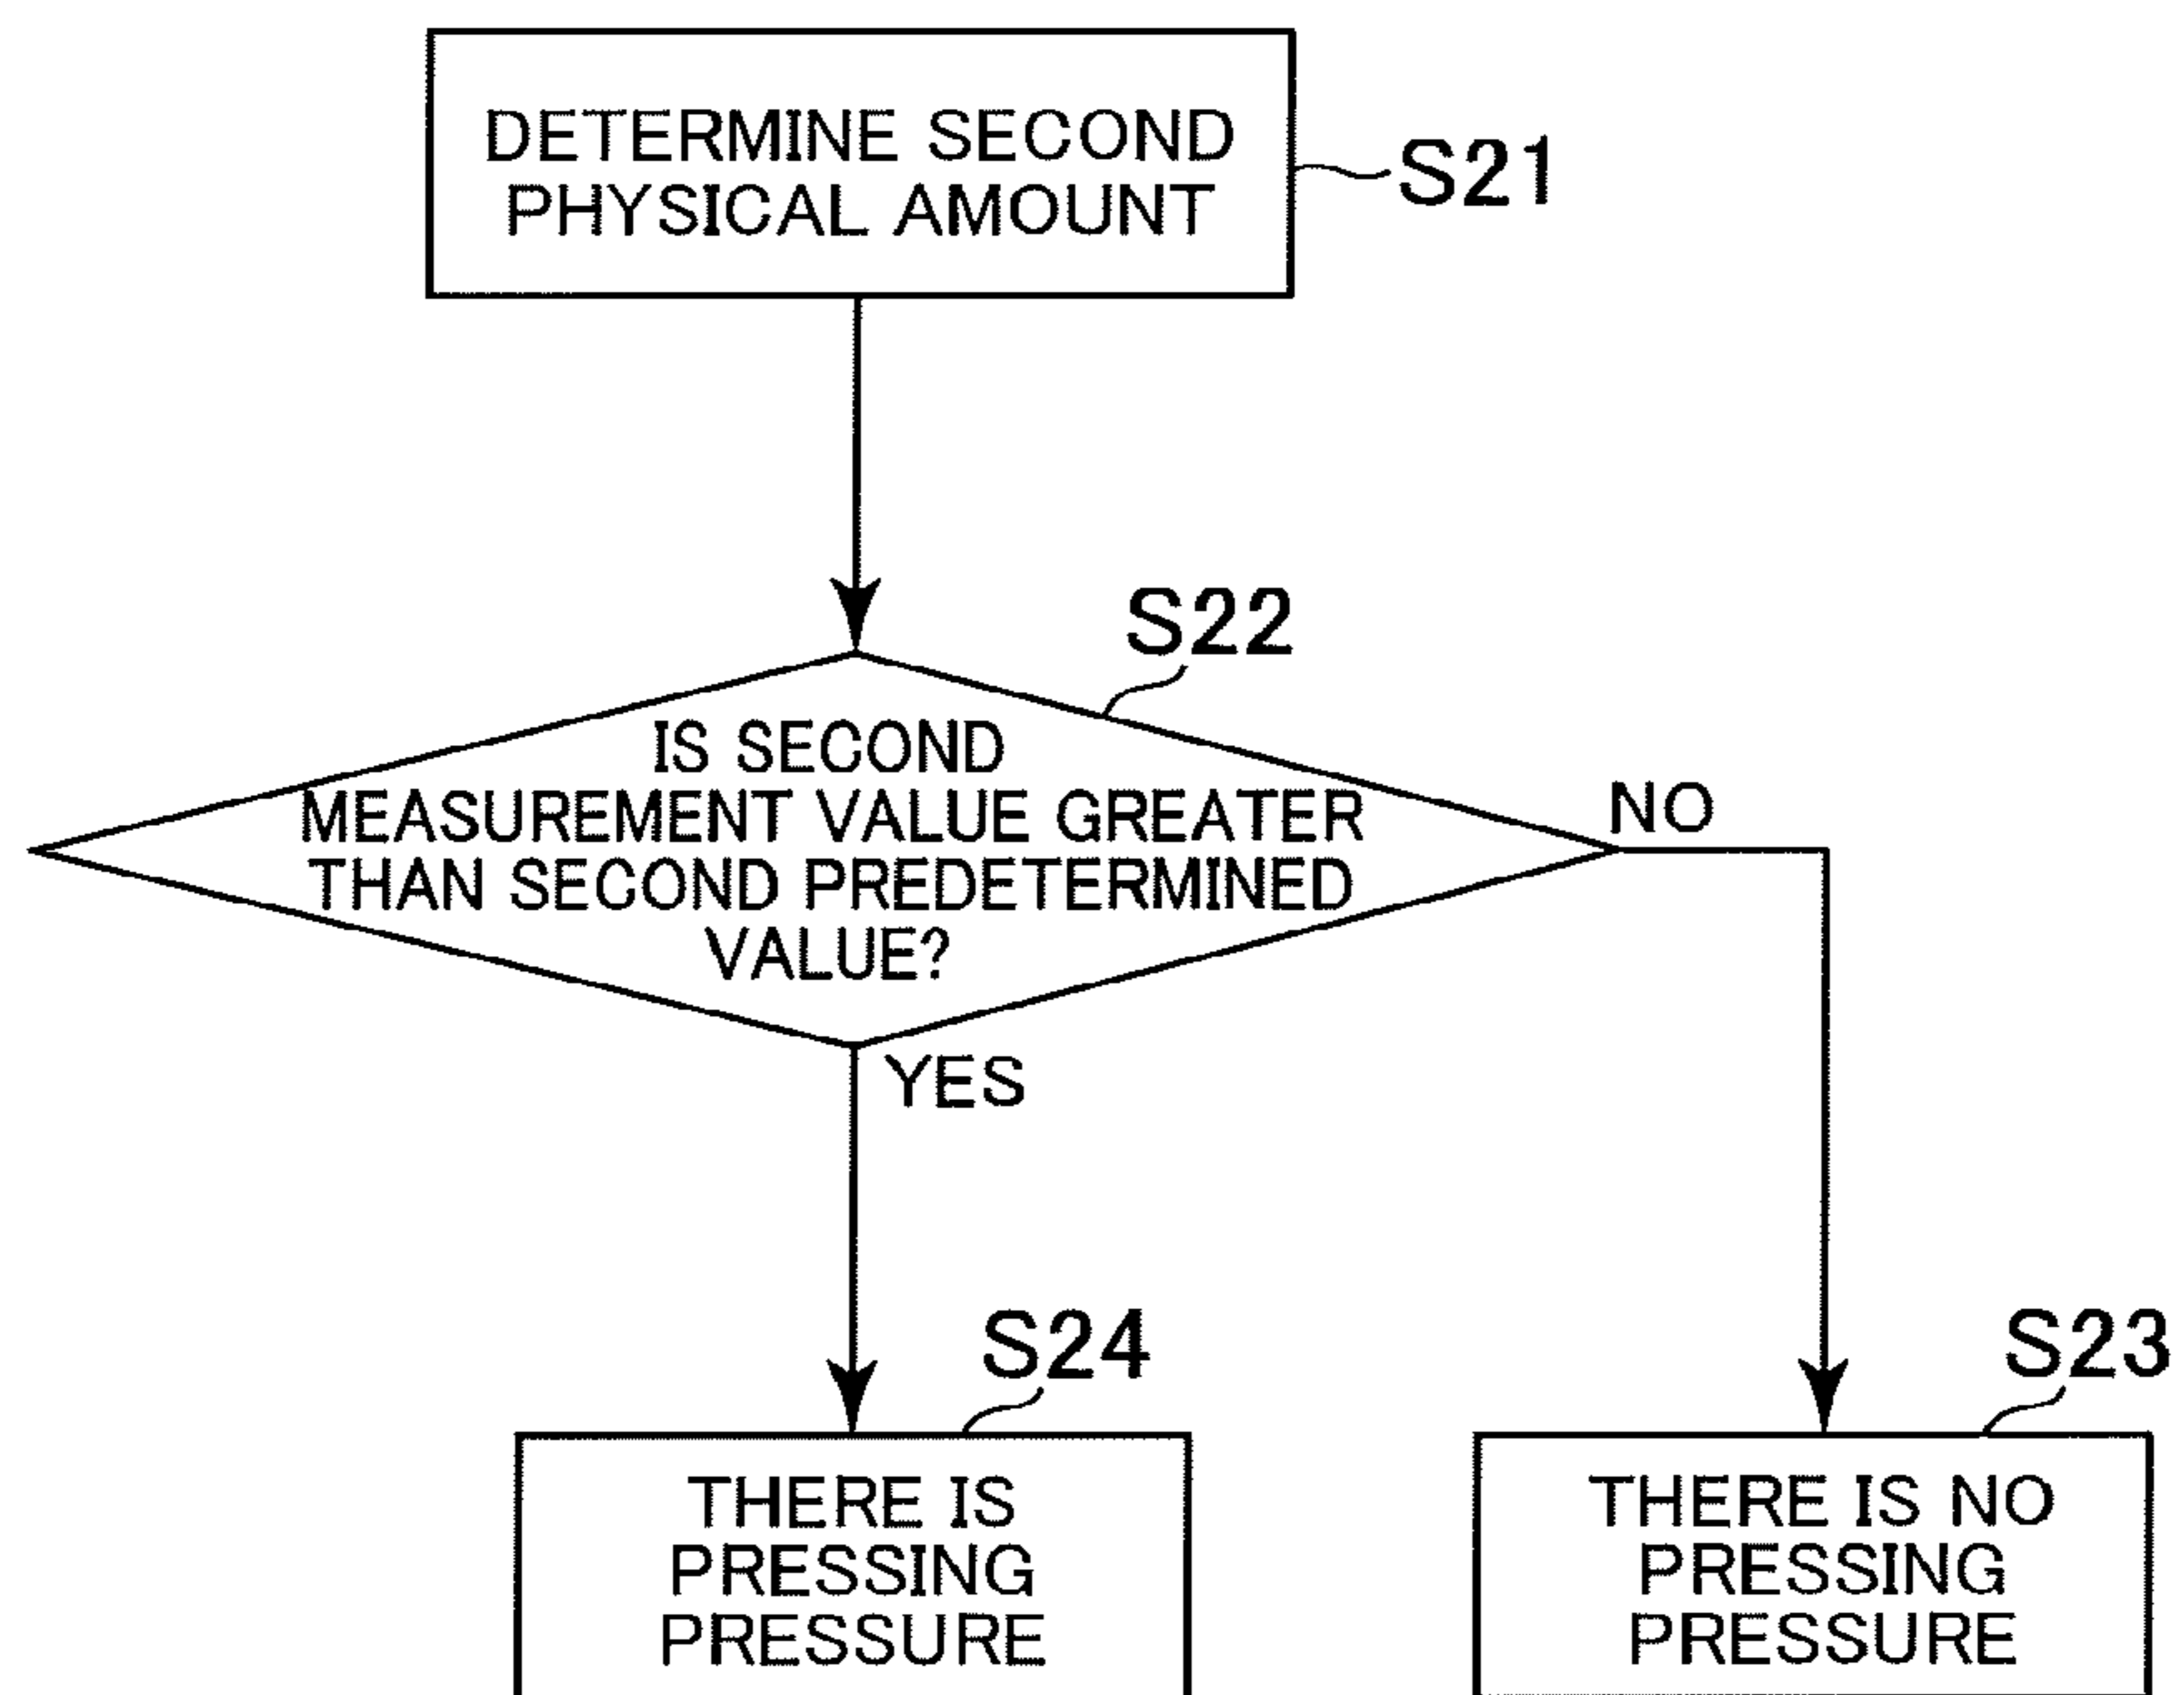 DETERMINE SECOND
PHYSICAL AMOUNT
S21
S22
IS SECOND
MEASUREMENT VALUE GREATER
THAN SECOND PREDETERMINED
VALUE?
NO
YES
S24
THERE IS
PRESSING
PRESSURE
S23
THERE IS NO
PRESSING
PRESSURE